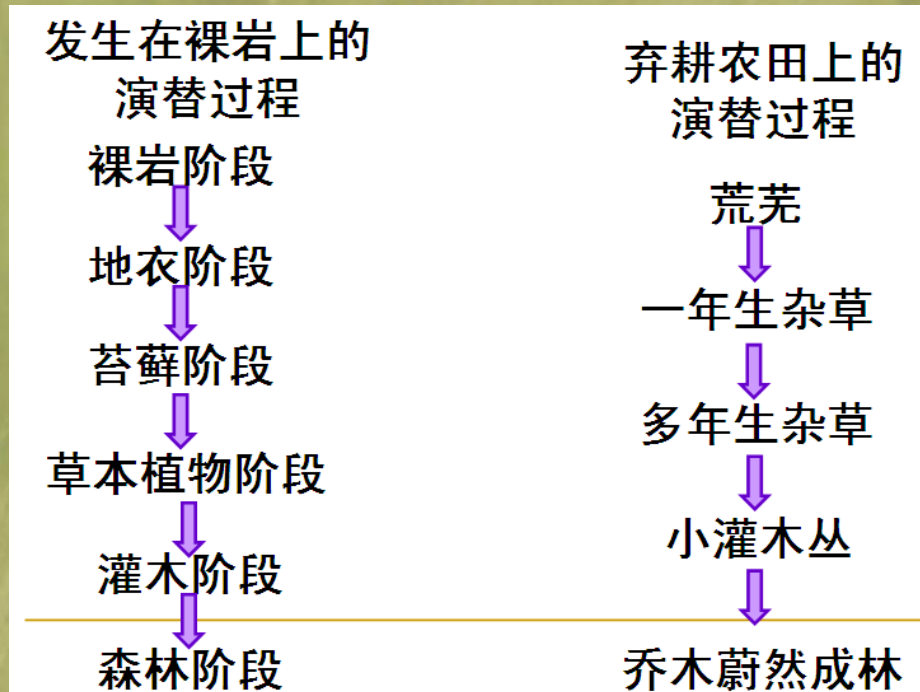 发生在裸岩上的
演替过程
裸岩阶段
地衣阶段
苔藓阶段
草本植物阶段
灌木阶段
森林阶段
弃耕农田上的
演替过程
荒芜
一年生杂草
多年生杂草
小灌木丛
乔木蔚然成林